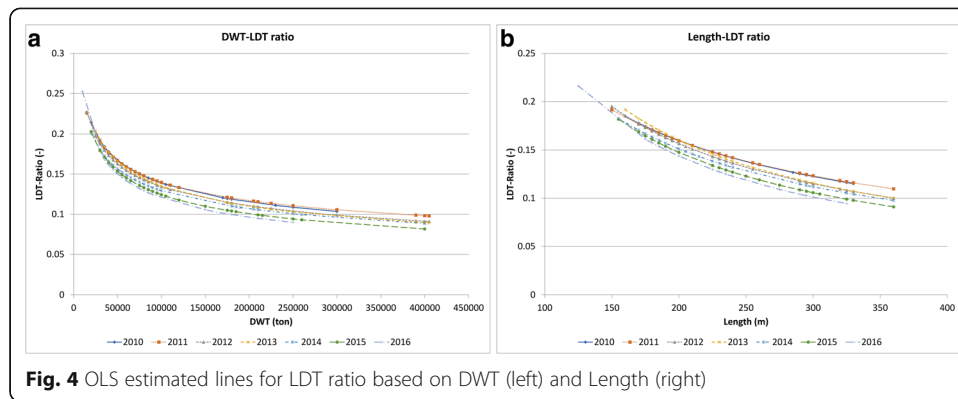 a
DWT-LDT ratio
0.3
0.25
0.2
0.15
0.1
0.05
0
LDT-Ratio (-)
0 50000 100000 150000 200000 250000 300000 350000 400000 450000
DWT (ton)
2010 2011 2012 2013 2014 2015 2016
b
Length-LDT ratio
0.25
0.2
0.15
0.1
0.05
0
LDT-Ratio (-)
100 150 200 250 300 350 400
Length (m)
2010 2011 2012 2013 2014 2015 2016
Fig. 4 OLS estimated lines for LDT ratio based on DWT (left) and Length (right)